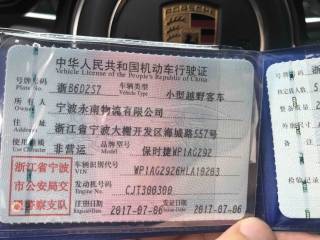 中华人民共和国机动车行驶证
Vehicle License of the People's Republic of China
号牌号码 浙B6D2S7 车辆类型 小型越野客车
Plate No. Vehicle Type
所有人 宁波永南物流有限公司
Owner
住址 浙江省宁波大榭开发区海城路557号
Address
使用性质 非营运 品牌型号 保时捷WP1AG292
Use Character Model
浙江省宁波市公安局交警察支队
车辆识别代号 WP1AG2926HLA19283
VIN
发动机号码 CJT300300
Engine No.
注册日期 2017-07-06 发证日期 2017-07-06
Register Date Issue Date